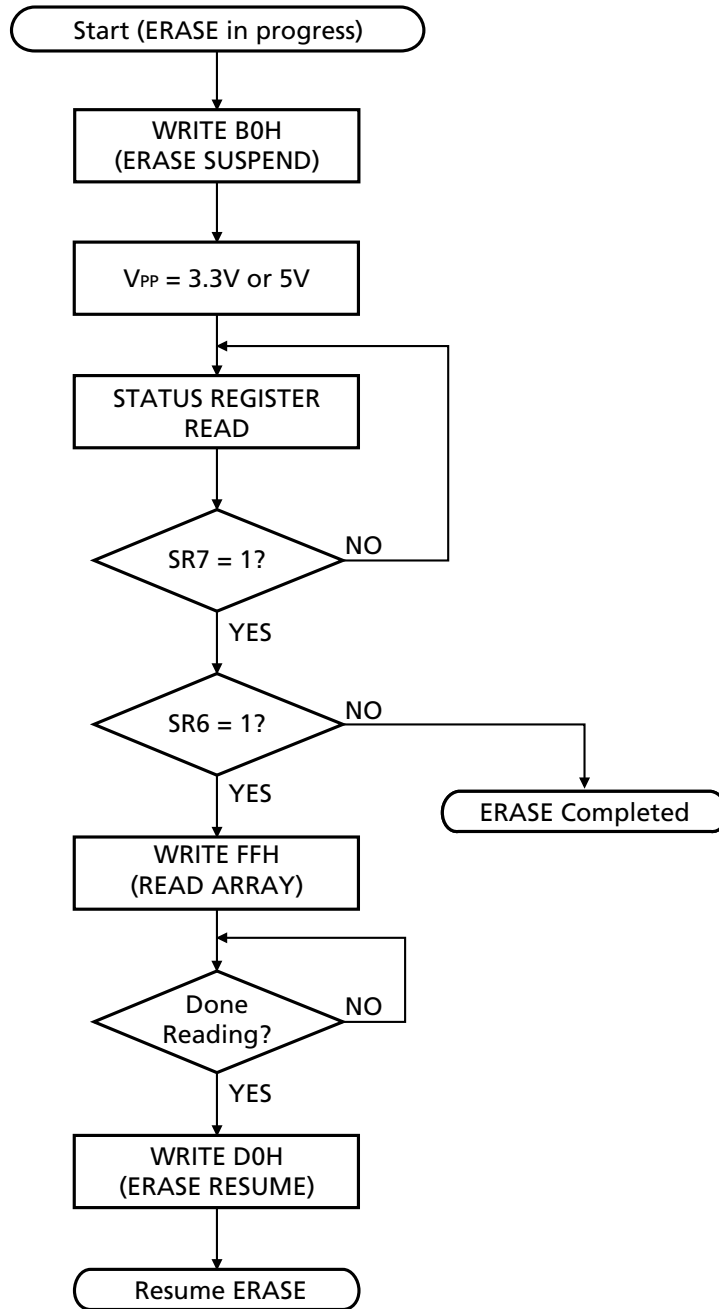 Start (ERASE in progress)
WRITE B0H
(ERASE SUSPEND)
VPP = 3.3V or 5V
STATUS REGISTER
READ
SR7 = 1?
NO
YES
SR6 = 1?
NO
YES
ERASE Completed
WRITE FFH
(READ ARRAY)
Done
Reading?
NO
YES
WRITE D0H
(ERASE RESUME)
Resume ERASE